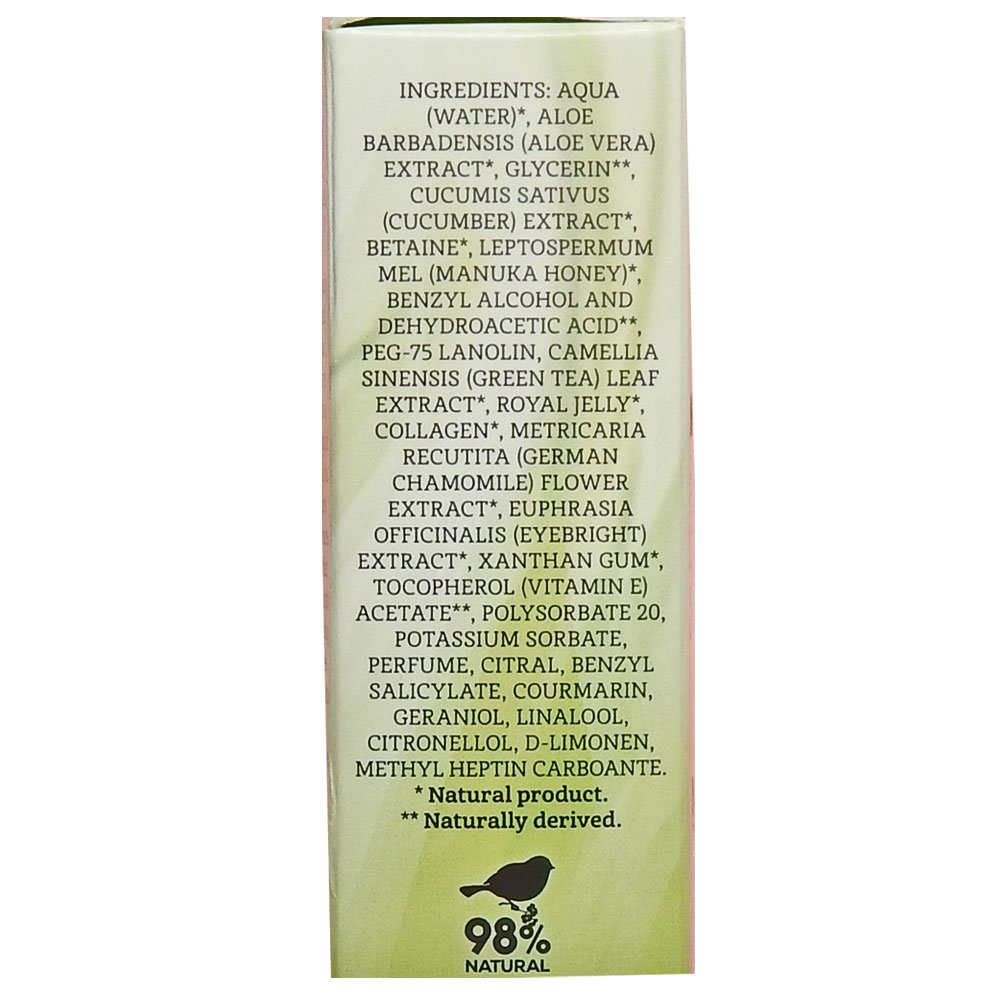 INGREDIENTS: AQUA
(WATER)*, ALOE
BARBADENSIS (ALOE VERA)
EXTRACT*, GLYCERIN**,
CUCUMIS SATIVUS
(CUCUMBER) EXTRACT*,
BETAINE*, LEPTOSPERMUM
MEL (MANUKA HONEY)*,
BENZYL ALCOHOL AND
DEHYDROACETIC ACID**,
PEG-75 LANOLIN, CAMELLIA
SINENSIS (GREEN TEA) LEAF
EXTRACT*, ROYAL JELLY*,
COLLAGEN*, METRICARIA
RECUTITA (GERMAN
CHAMOMILE) FLOWER
EXTRACT*, EUPHRASIA
OFFICINALIS (EYEBRIGHT)
EXTRACT*, XANTHAN GUM*,
TOCOPHEROL (VITAMIN E)
ACETATE**, POLYSORBATE 20,
POTASSIUM SORBATE,
PERFUME, CITRAL, BENZYL
SALICYLATE, COURMARIN,
GERANIOL, LINALOOL,
CITRONELLOL, D-LIMONEN,
METHYL HEPTIN CARBOANTE.
* Natural product.
** Naturally derived.
98%
NATURAL